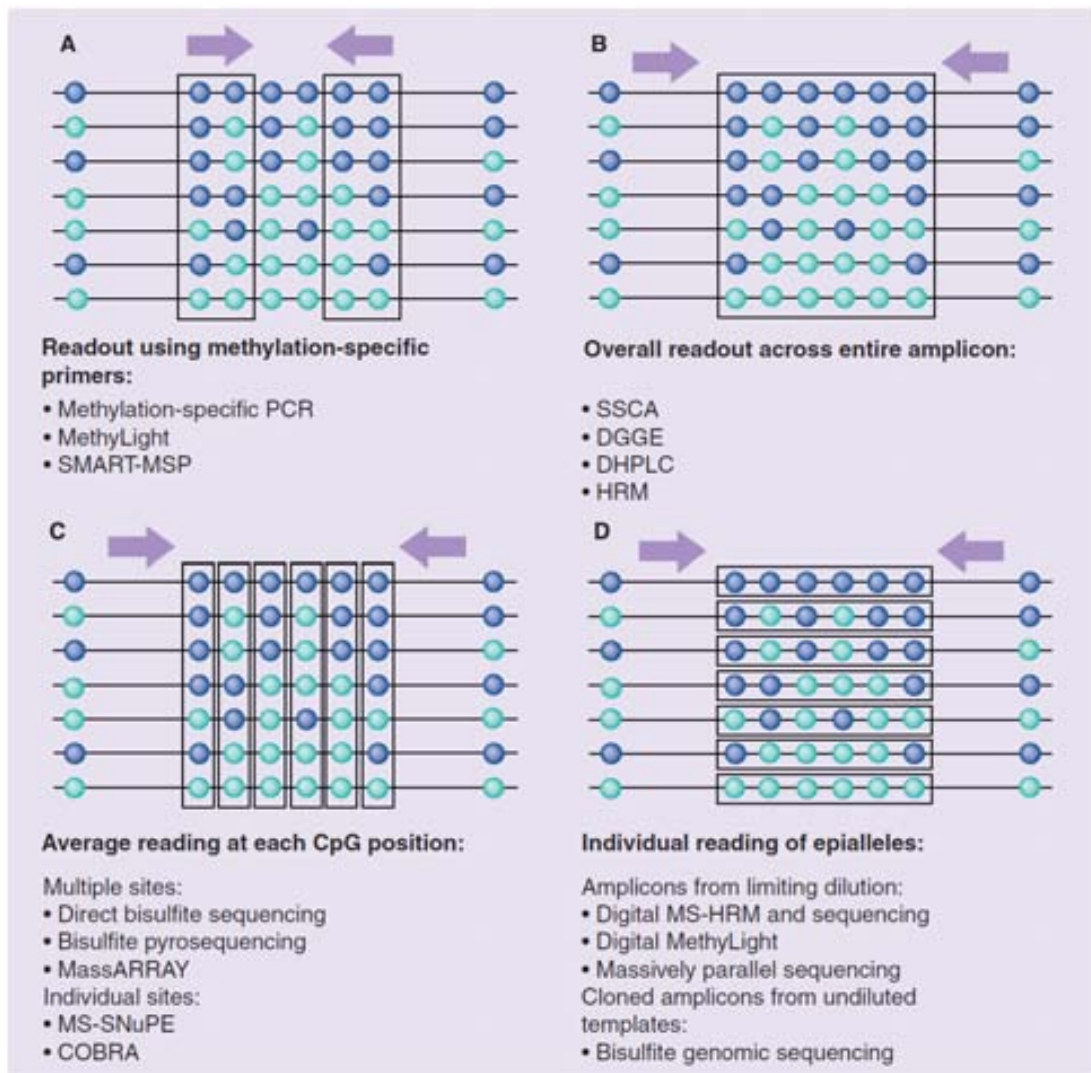 A
B
Readout using methylation-specific
primers:
• Methylation-specific PCR
• MethyLight
• SMART-MSP
Overall readout across entire amplicon:
• SSCA
• DGGE
• DHPLC
• HRM
C
D
Average reading at each CpG position:
Multiple sites:
• Direct bisulfite sequencing
• Bisulfite pyrosequencing
• MassARRAY
Individual sites:
• MS-SNuPE
• COBRA
Individual reading of epialleles:
Amplicons from limiting dilution:
• Digital MS-HRM and sequencing
• Digital MethyLight
• Massively parallel sequencing
Cloned amplicons from undiluted
templates:
• Bisulfite genomic sequencing